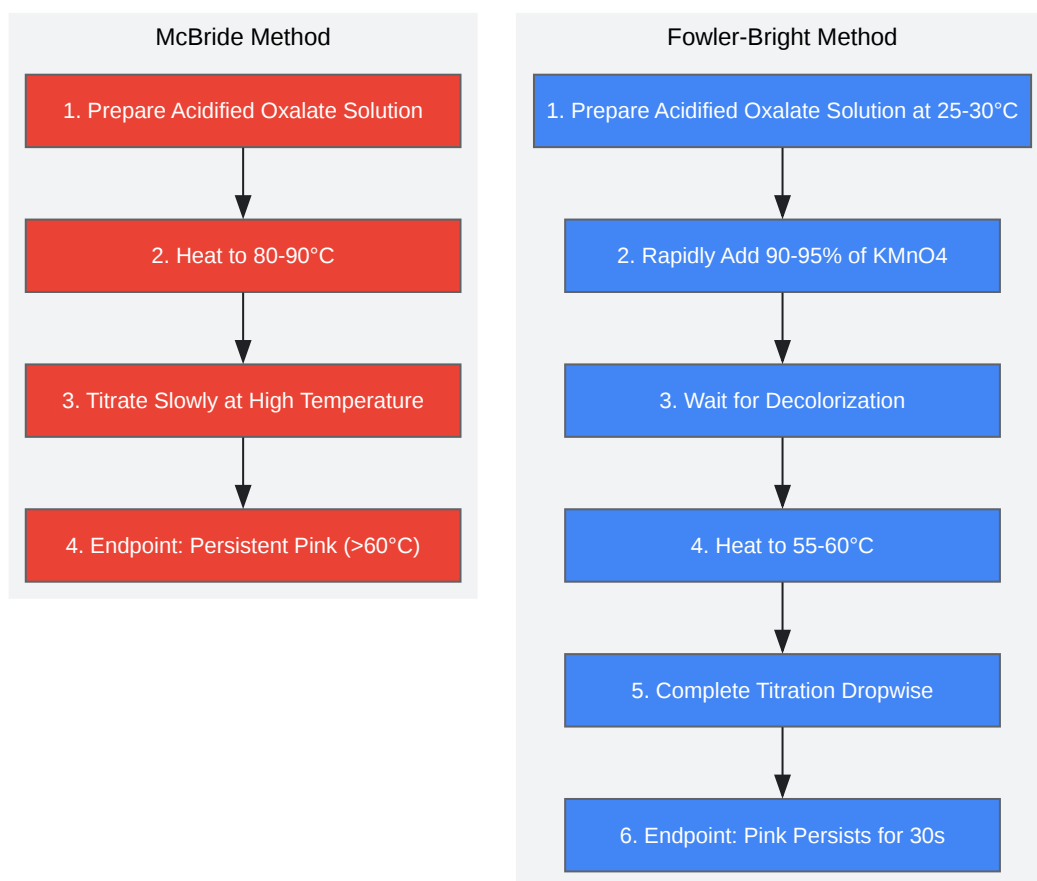 McBride Method
1. Prepare Acidified Oxalate Solution
2. Heat to 80-90°C
3. Titrate Slowly at High Temperature
4. Endpoint: Persistent Pink (>60°C)
Fowler-Bright Method
1. Prepare Acidified Oxalate Solution at 25-30°C
2. Rapidly Add 90-95% of KMnO4
3. Wait for Decolorization
4. Heat to 55-60°C
5. Complete Titration Dropwise
6. Endpoint: Pink Persists for 30s